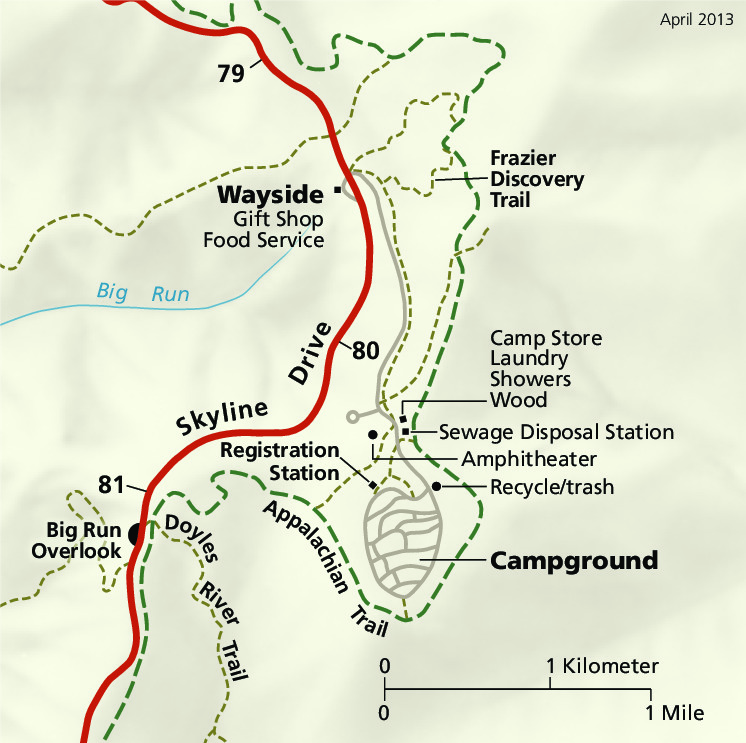 April 2013
79
Frazier
Discovery
Trail
Wayside
Gift Shop
Food Service
Big Run
80
Drive
Skyline
Camp Store
Laundry
Showers
Wood
Sewage Disposal Station
Amphitheater
Registration
Station
Recycle/trash
81
Big Run
Overlook
Doyles
River
Trail
Appalachian
Trail
Campground
0
1 Kilometer
0
1 Mile